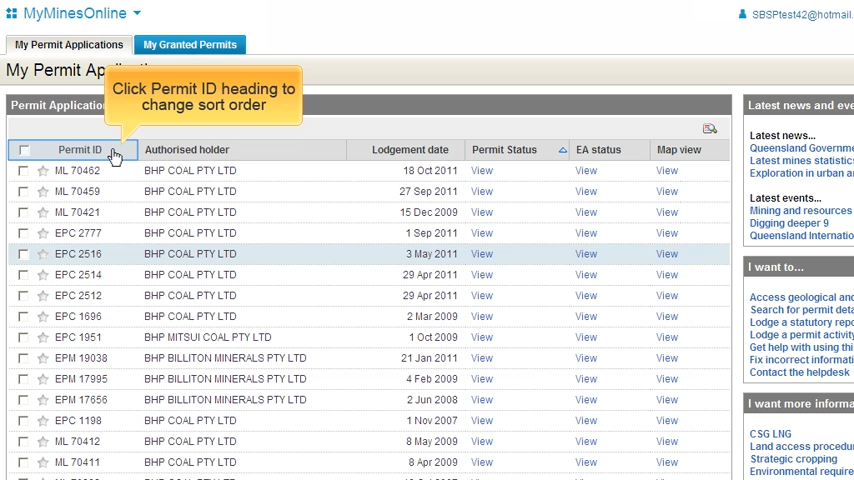 MyMinesOnline
SBSPtest42@hotmail.
My Permit Applications My Granted Permits
My Permit Applic
Click Permit ID heading to
change sort order
Permit Application
Permit ID Authorised holder Lodgement date Permit Status EA status Map view
ML 70462 BHP COAL PTY LTD 18 Oct 2011 View View View
ML 70459 BHP COAL PTY LTD 27 Sep 2011 View View View
ML 70421 BHP COAL PTY LTD 15 Dec 2009 View View View
EPC 2777 BHP COAL PTY LTD 1 Sep 2011 View View View
EPC 2516 BHP COAL PTY LTD 3 May 2011 View View View
EPC 2514 BHP COAL PTY LTD 29 Apr 2011 View View View
EPC 2512 BHP COAL PTY LTD 29 Apr 2011 View View View
EPC 1696 BHP COAL PTY LTD 2 Mar 2009 View View View
EPC 1951 BHP MITSUI COAL PTY LTD 1 Oct 2009 View View View
EPM 19038 BHP BILLITON MINERALS PTY LTD 21 Jan 2011 View View View
EPM 17995 BHP BILLITON MINERALS PTY LTD 4 Feb 2009 View View View
EPM 17656 BHP BILLITON MINERALS PTY LTD 2 Jun 2008 View View View
EPC 1198 BHP COAL PTY LTD 1 Nov 2007 View View View
ML 70412 BHP COAL PTY LTD 8 May 2009 View View View
ML 70411 BHP COAL PTY LTD 8 Apr 2009 View View View
Latest news and eve
Latest news...
Queensland Governme
Latest mines statistics
Exploration in urban a
Latest events...
Mining and resources
Digging deeper 9
Queensland Internatio
I want to...
Access geological and
Search for permit deta
Lodge a statutory repo
Lodge a permit activity
Get help with using thi
Fix incorrect informati
Contact the helpdesk
I want more informa
CSG LNG
Land access procedu
Strategic cropping
Environmental require